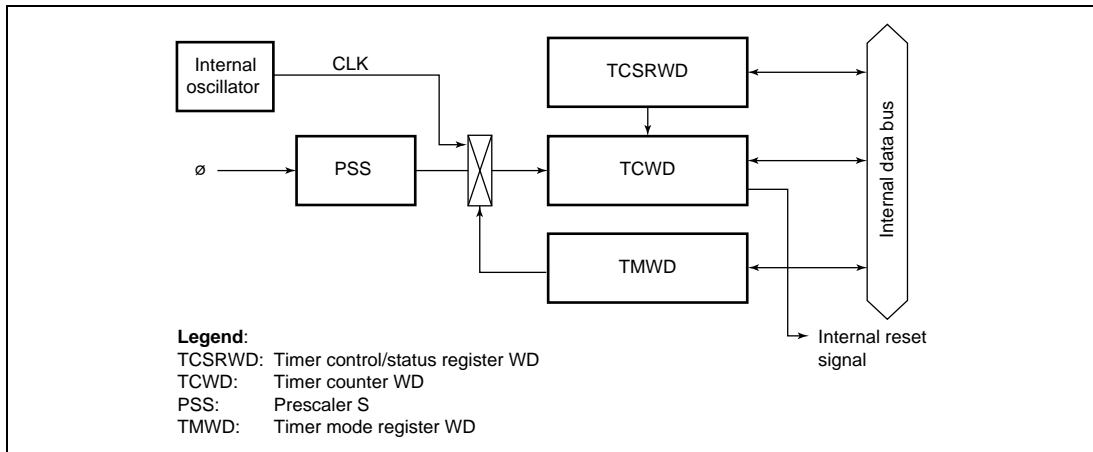 Internal
oscillator
CLK
TCSRWD
ø
PSS
TCWD
Internal data bus
TMWD
Internal reset
signal
Legend:
TCSRWD: Timer control/status register WD
TCWD: Timer counter WD
PSS: Prescaler S
TMWD: Timer mode register WD